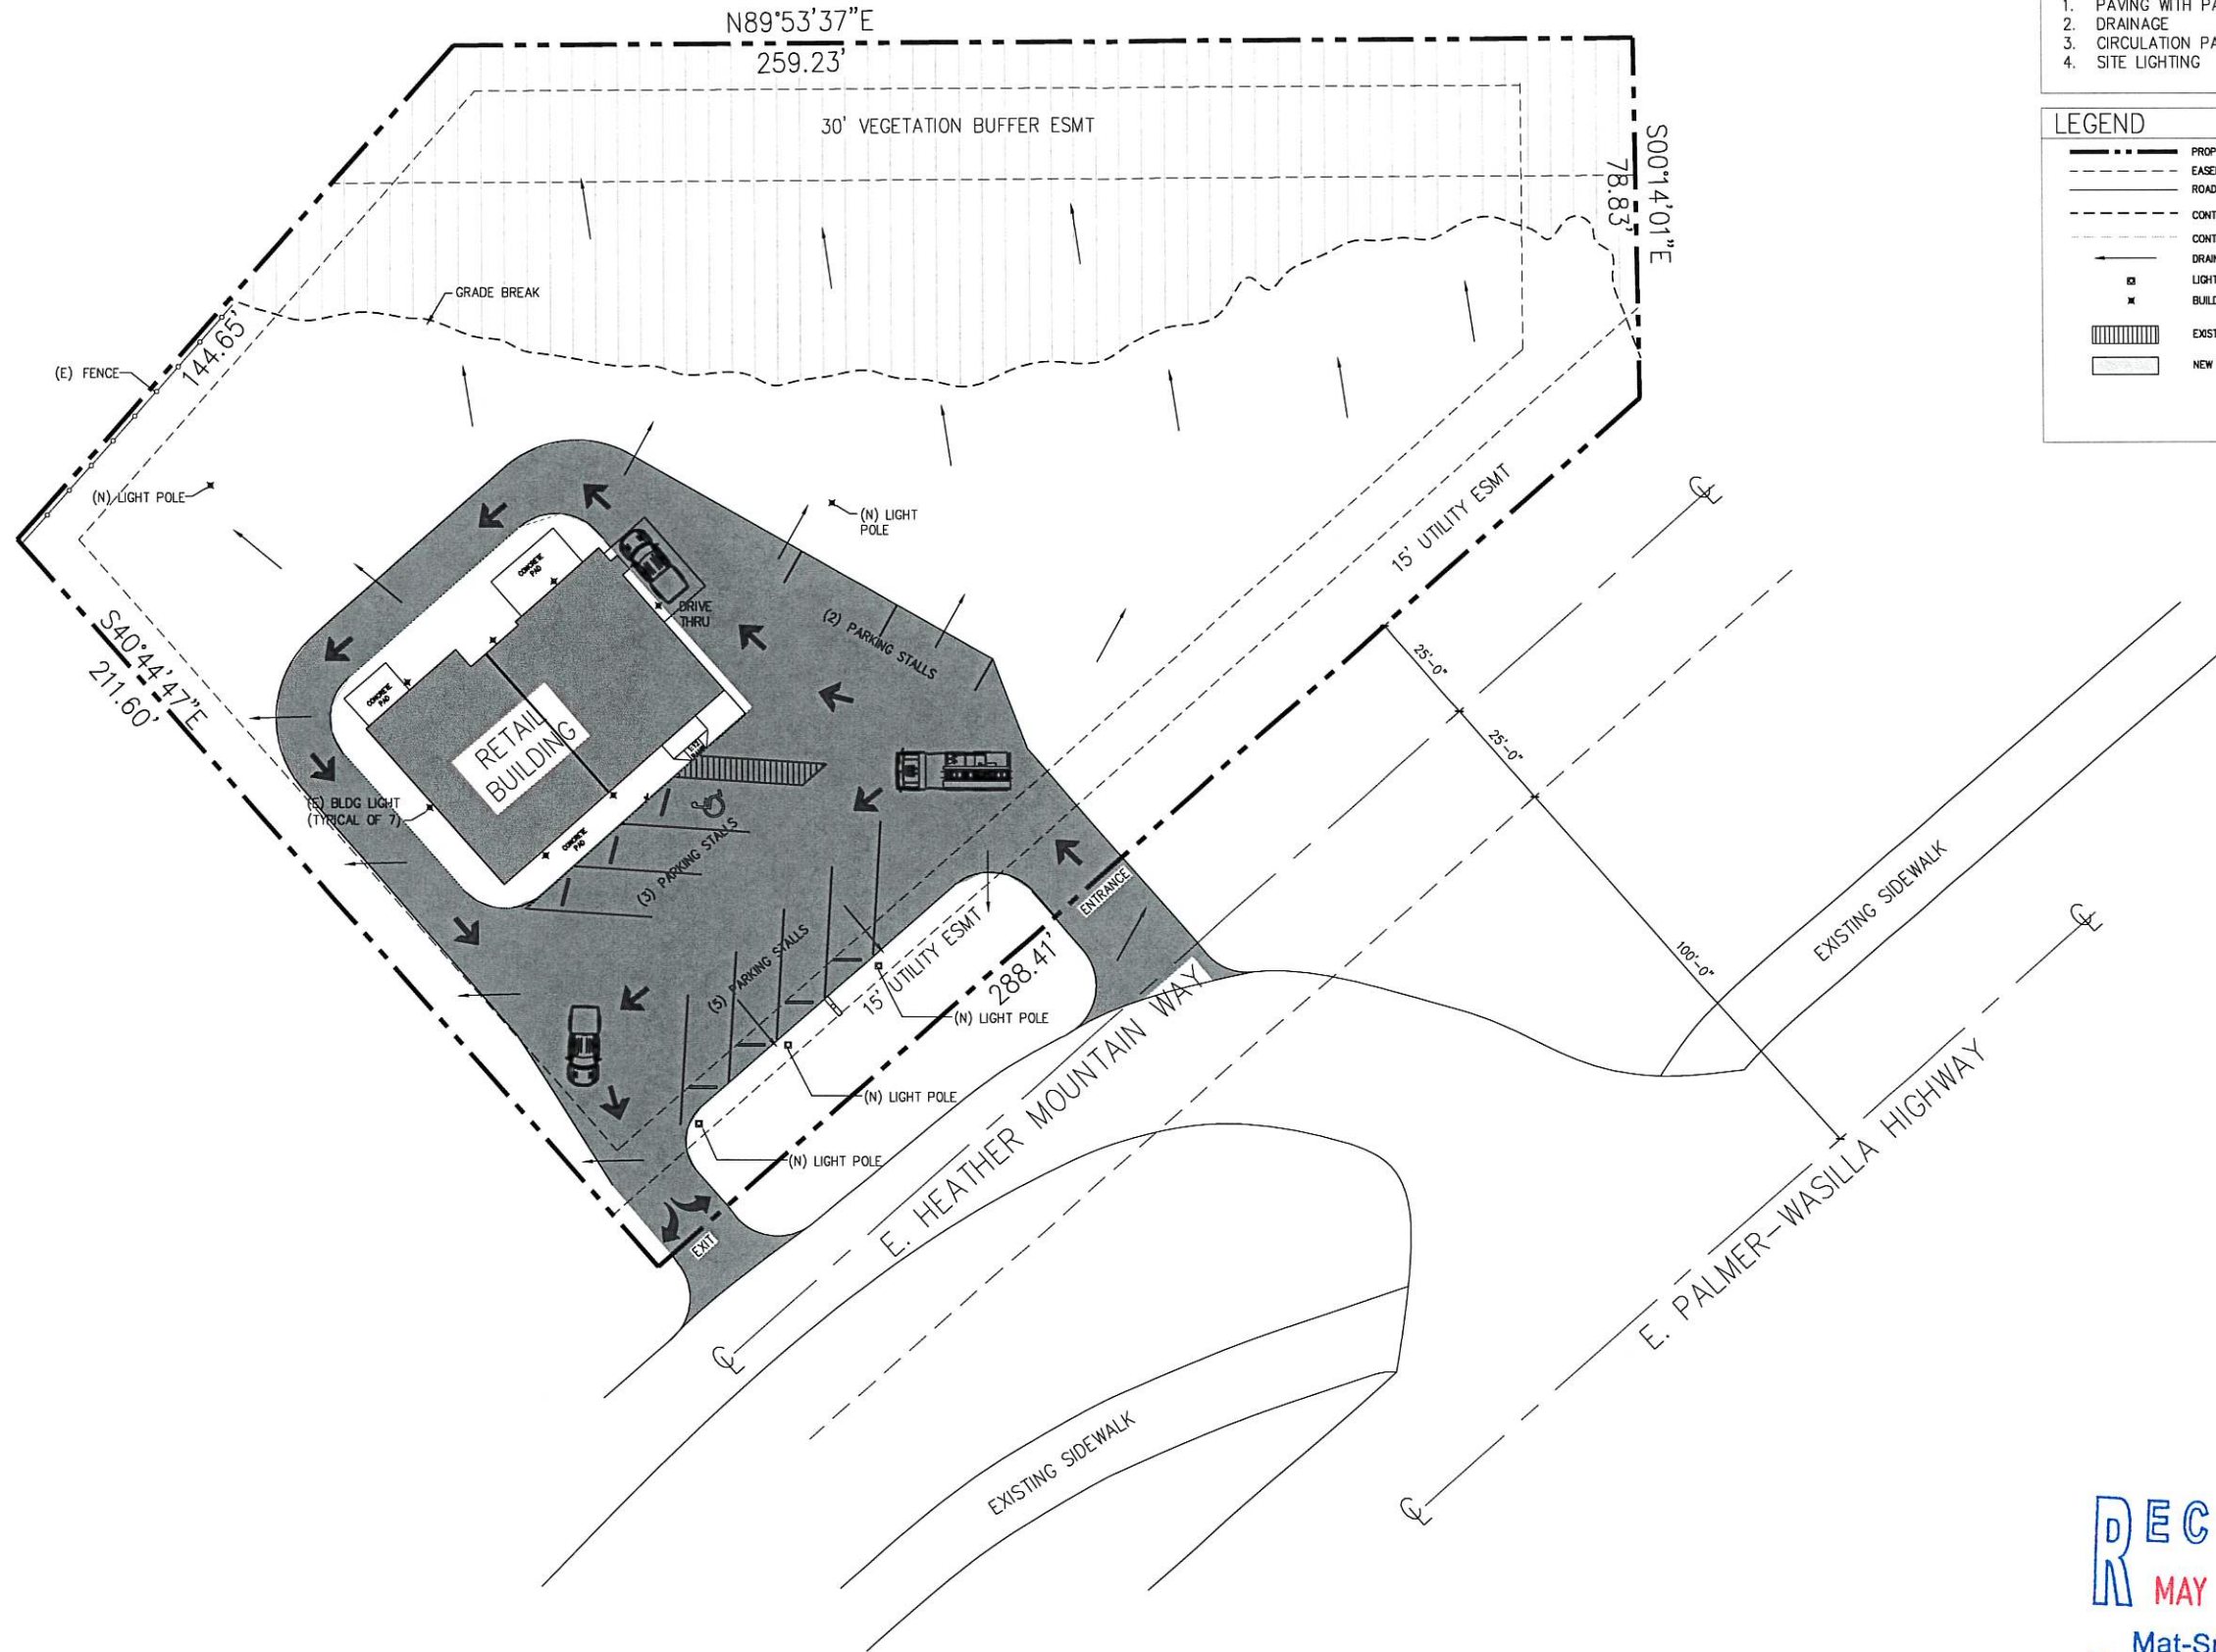 N89°53'37"E
259.23'
30' VEGETATION BUFFER ESMT
S00°14'01"E
78.83'
GRADE BREAK
(E) FENCE
144.65'
(N) LIGHT POLE
(N) LIGHT
POLE
15' UTILITY ESMT
CONCRETE
PAD
DRIVE
THRU
(2) PARKING STALLS
S40°44'47"E
211.60'
CONCRETE
PAD
RETAIL
BUILDING
(E) BLDG LIGHT
(TYPICAL OF 7)
CONCRETE
PAD
(3) PARKING STALLS
(5) PARKING STALLS
15' UTILITY ESMT
288.41'
ENTRANCE
(N) LIGHT POLE
(N) LIGHT POLE
(N) LIGHT POLE
EXIT
25'-0"
25'-0"
100'-0"
E. HEATHER MOUNTAIN WAY
EXISTING SIDEWALK
E. PALMER-WASILLA HIGHWAY
EXISTING SIDEWALK
1. PAVING WITH PA
2. DRAINAGE
3. CIRCULATION PA
4. SITE LIGHTING
LEGEND
PROP
EASE
ROAD
CONT
CONT
DRAIN
LIGHT
BUILD
EXIST
NEW
REC
MAY
Mat-Su